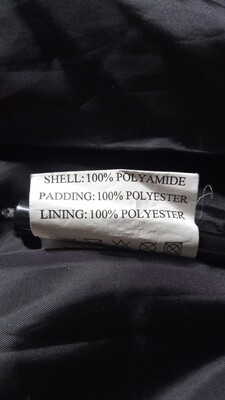 SHELL: 100% POLYAMIDE
PADDING: 100% POLYESTER
LINING: 100% POLYESTER